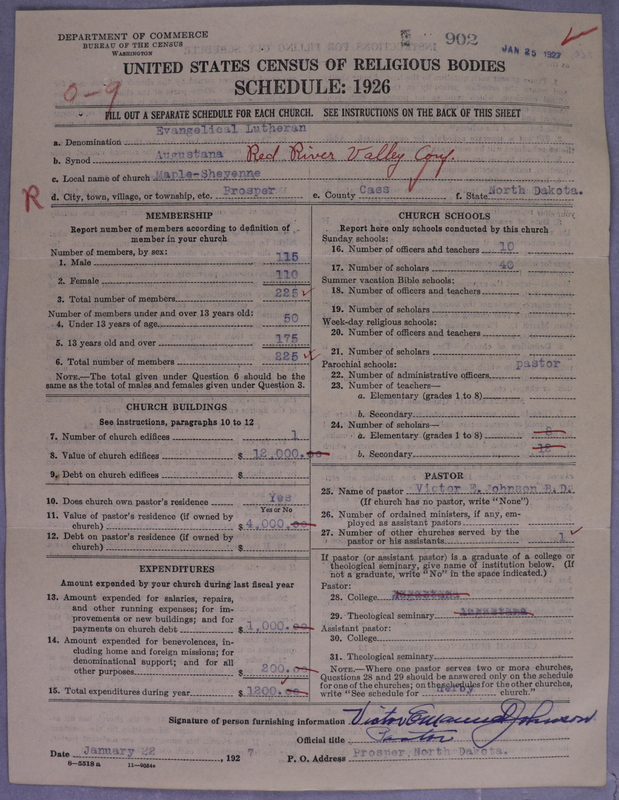 DEPARTMENT OF COMMERCE
BUREAU OF THE CENSUS
WASHINGTON
902
JAN 25 1927
UNITED STATES CENSUS OF RELIGIOUS BODIES
SCHEDULE: 1926
0-9
FILL OUT A SEPARATE SCHEDULE FOR EACH CHURCH. SEE INSTRUCTIONS ON THE BACK OF THIS SHEET
a. Denomination Evangelical Lutheran
b. Synod Augustana Red River Valley Conf.
c. Local name of church Maple-Sheyenne
R
d. City, town, village, or township, etc. Prosper e. County Cass f. State North Dakota.
MEMBERSHIP
Report number of members according to definition of
member in your church
Number of members, by sex:
1. Male 115
2. Female 110
3. Total number of members 225
Number of members under and over 13 years old:
4. Under 13 years of age 50
5. 13 years old and over 175
6. Total number of members 225
NOTE.—The total given under Question 6 should be the
same as the total of males and females given under Question 3.
CHURCH BUILDINGS
See instructions, paragraphs 10 to 12
7. Number of church edifices 1
8. Value of church edifices $ 12,000.00
9. Debt on church edifices $
10. Does church own pastor's residence Yes
Yes or No
11. Value of pastor's residence (if owned by
church) $ 4,000.00
12. Debt on pastor's residence (if owned by
church) $
EXPENDITURES
Amount expended by your church during last fiscal year
13. Amount expended for salaries, repairs,
and other running expenses; for im-
provements or new buildings; and for
payments on church debt $ 1,000.00
14. Amount expended for benevolences, in-
cluding home and foreign missions; for
denominational support; and for all
other purposes $ 200.00
15. Total expenditures during year $ 1200.00
CHURCH SCHOOLS
Report here only schools conducted by this church
Sunday schools:
16. Number of officers and teachers 10
17. Number of scholars 40
Summer vacation Bible schools:
18. Number of officers and teachers
19. Number of scholars
Week-day religious schools:
20. Number of officers and teachers
21. Number of scholars
Parochial schools: pastor
22. Number of administrative officers
23. Number of teachers—
a. Elementary (grades 1 to 8)
b. Secondary
24. Number of scholars—
a. Elementary (grades 1 to 8) 8
b. Secondary 12
PASTOR
25. Name of pastor Victor E. Johnson B.D.
(If church has no pastor, write "None")
26. Number of ordained ministers, if any, em-
ployed as assistant pastors
27. Number of other churches served by the
pastor or his assistants 1
If pastor (or assistant pastor) is a graduate of a college or
theological seminary, give name of institution below. (If
not a graduate, write "No" in the space indicated.)
Pastor:
28. College Augustana
29. Theological seminary Augustana
Assistant pastor:
30. College
31. Theological seminary
NOTE.—Where one pastor serves two or more churches,
Questions 28 and 29 should be answered only on the schedule
for one of the churches; on the schedules for the other churches,
write "See schedule for Herby church."
Signature of person furnishing information Victor Emanuel Johnson
Official title Pastor
Date January 22, 1927 P. O. Address Prosper, North Dakota.
8-5518 a 11-9054